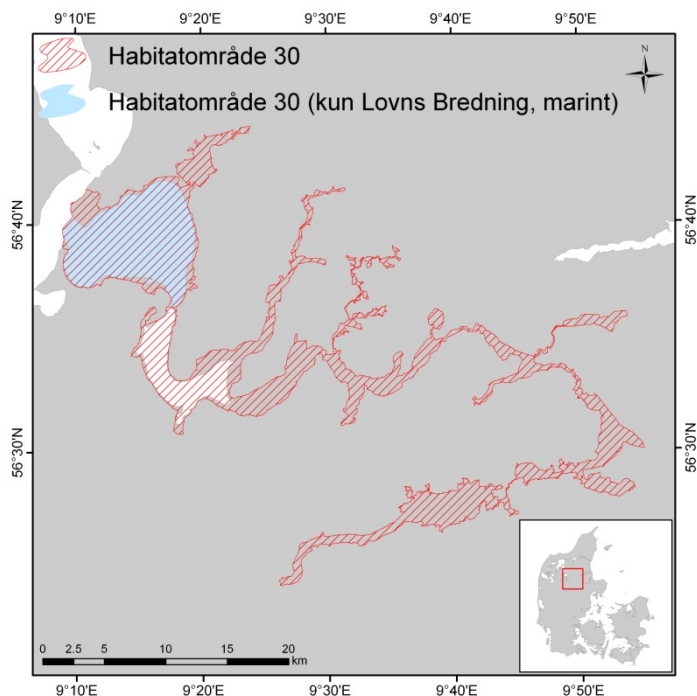 9°10'E 9°20'E 9°30'E 9°40'E 9°50'E
Habitatområde 30
N
Habitatområde 30 (kun Lovns Bredning, marint)
56°40'N 56°40'N
56°30'N 56°30'N
0 2.5 5 10 15 20
km
9°10'E 9°20'E 9°30'E 9°40'E 9°50'E